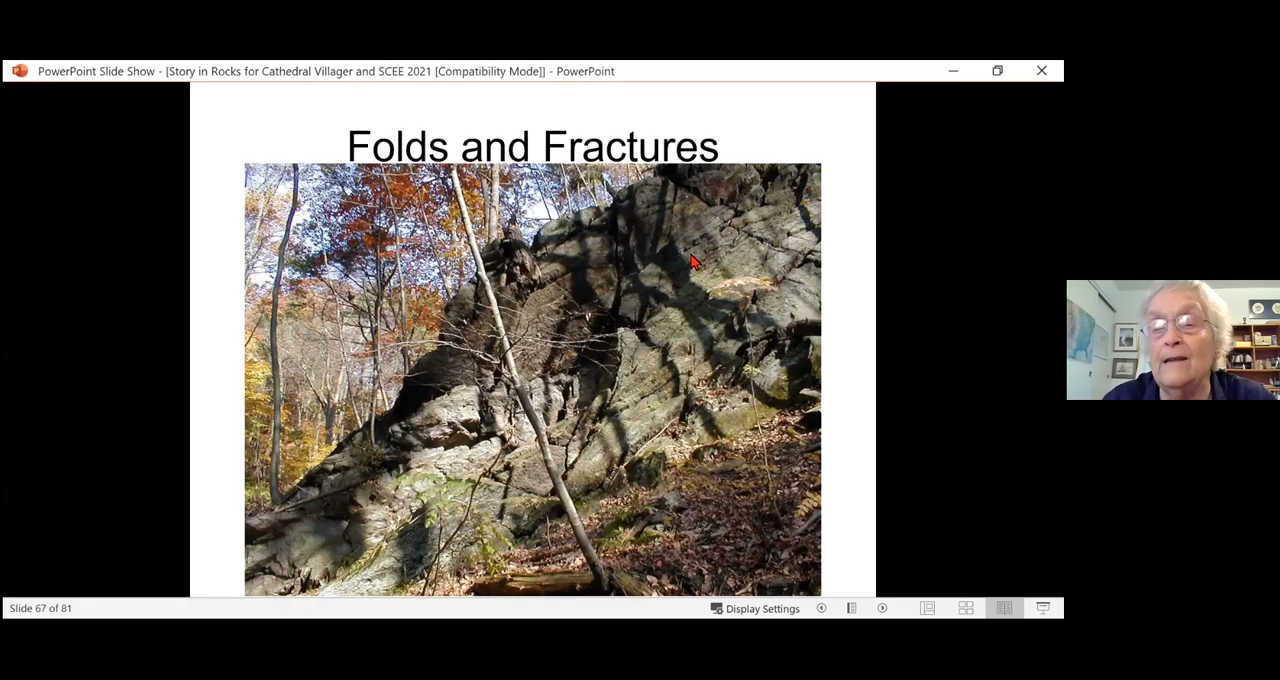 PowerPoint Slide Show - [Story in Rocks for Cathedral Villager and SCEE 2021 [Compatibility Mode]] - PowerPoint
Folds and Fractures
Slide 67 of 81
Display Settings